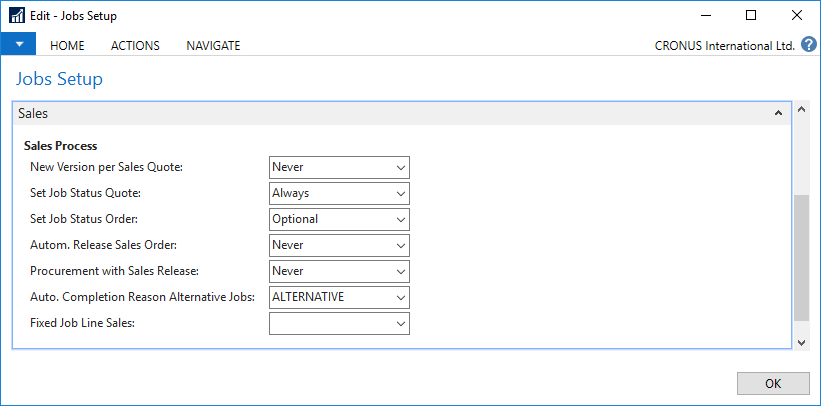 Edit - Jobs Setup
HOME ACTIONS NAVIGATE CRONUS International Ltd. ?
Jobs Setup
Sales
Sales Process
New Version per Sales Quote: Never
Set Job Status Quote: Always
Set Job Status Order: Optional
Autom. Release Sales Order: Never
Procurement with Sales Release: Never
Auto. Completion Reason Alternative Jobs: ALTERNATIVE
Fixed Job Line Sales:
OK